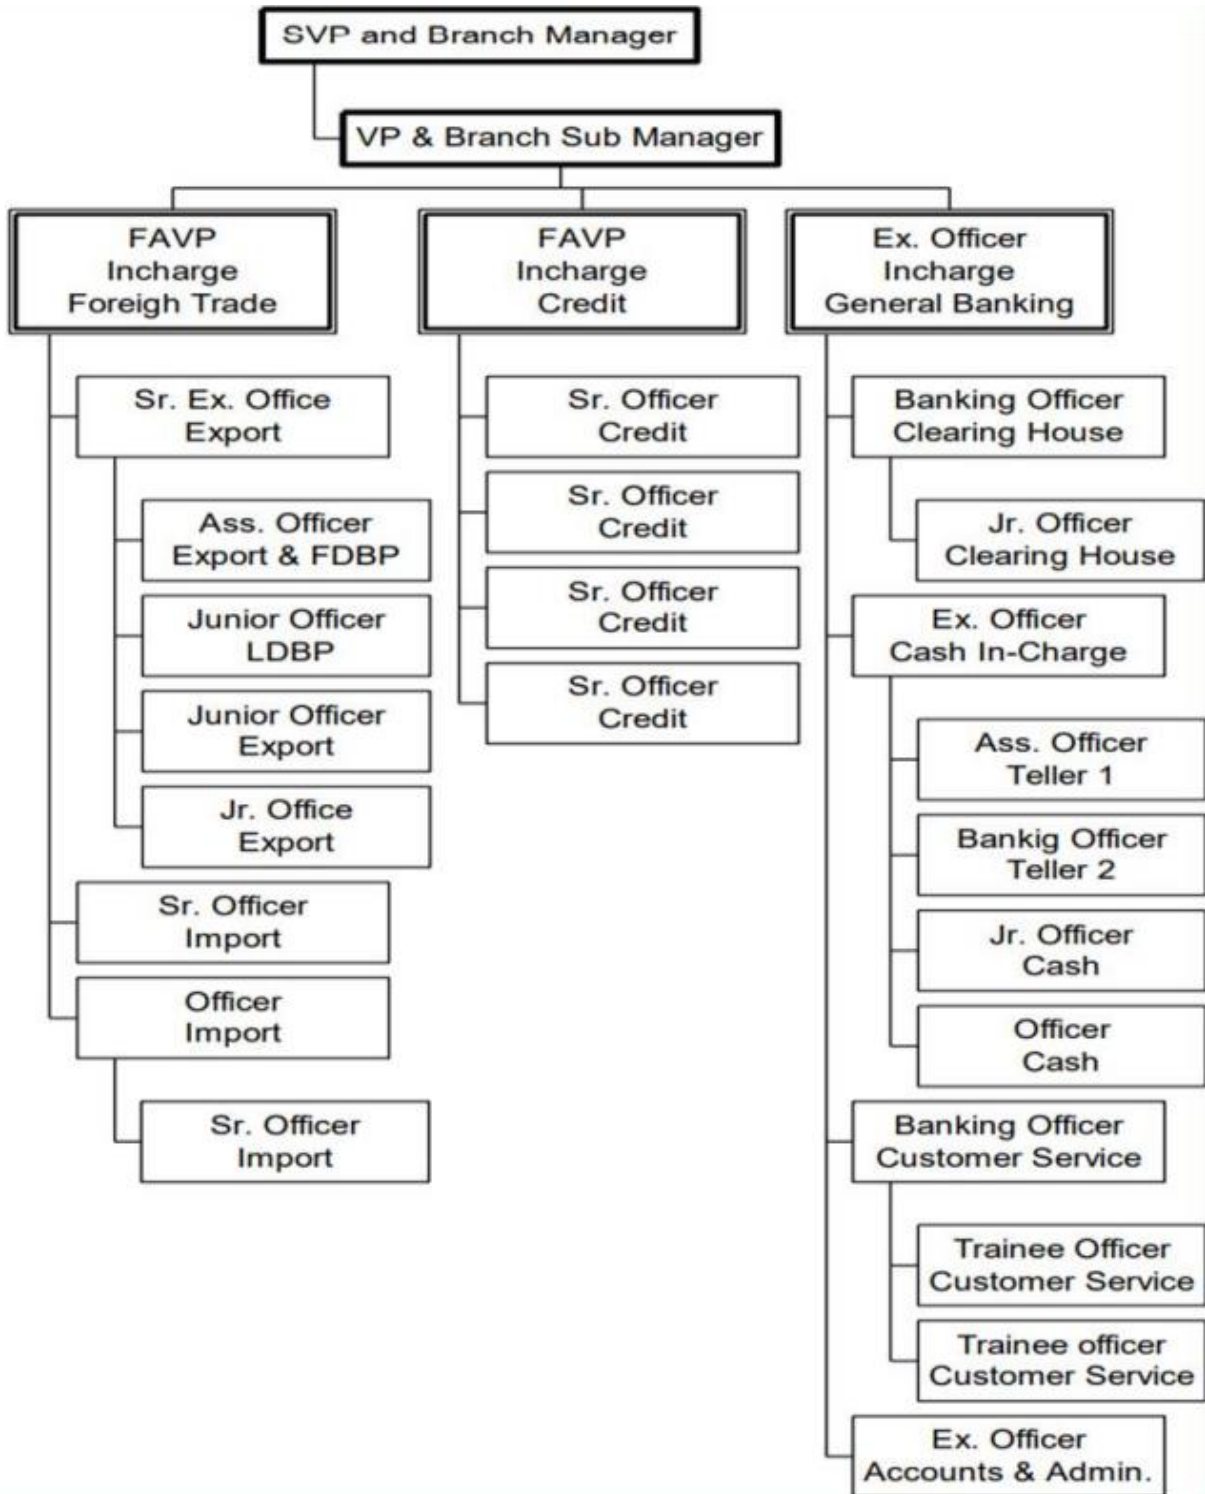 SVP and Branch Manager
VP & Branch Sub Manager
FAVP
Incharge
Foreigh Trade
Sr. Ex. Office
Export
Ass. Officer
Export & FDBP
Junior Officer
LDBP
Junior Officer
Export
Jr. Office
Export
Sr. Officer
Import
Officer
Import
Sr. Officer
Import
FAVP
Incharge
Credit
Sr. Officer
Credit
Sr. Officer
Credit
Sr. Officer
Credit
Sr. Officer
Credit
Ex. Officer
Incharge
General Banking
Banking Officer
Clearing House
Jr. Officer
Clearing House
Ex. Officer
Cash In-Charge
Ass. Officer
Teller 1
Bankig Officer
Teller 2
Jr. Officer
Cash
Officer
Cash
Banking Officer
Customer Service
Trainee Officer
Customer Service
Trainee officer
Customer Service
Ex. Officer
Accounts & Admin.